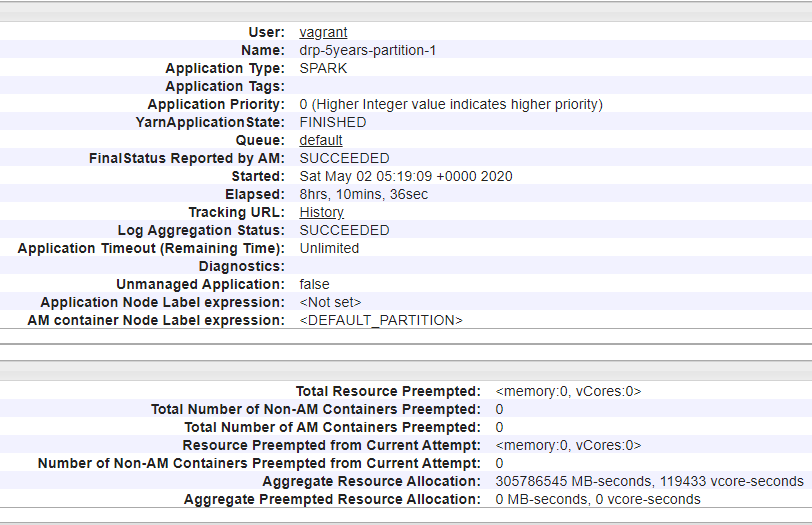 User: vagrant
Name: drp-5years-partition-1
Application Type: SPARK
Application Tags:
Application Priority: 0 (Higher Integer value indicates higher priority)
YarnApplicationState: FINISHED
Queue: default
FinalStatus Reported by AM: SUCCEEDED
Started: Sat May 02 05:19:09 +0000 2020
Elapsed: 8hrs, 10mins, 36sec
Tracking URL: History
Log Aggregation Status: SUCCEEDED
Application Timeout (Remaining Time): Unlimited
Diagnostics:
Unmanaged Application: false
Application Node Label expression: <Not set>
AM container Node Label expression: <DEFAULT_PARTITION>
Total Resource Preempted: <memory:0, vCores:0>
Total Number of Non-AM Containers Preempted: 0
Total Number of AM Containers Preempted: 0
Resource Preempted from Current Attempt: <memory:0, vCores:0>
Number of Non-AM Containers Preempted from Current Attempt: 0
Aggregate Resource Allocation: 305786545 MB-seconds, 119433 vcore-seconds
Aggregate Preempted Resource Allocation: 0 MB-seconds, 0 vcore-seconds